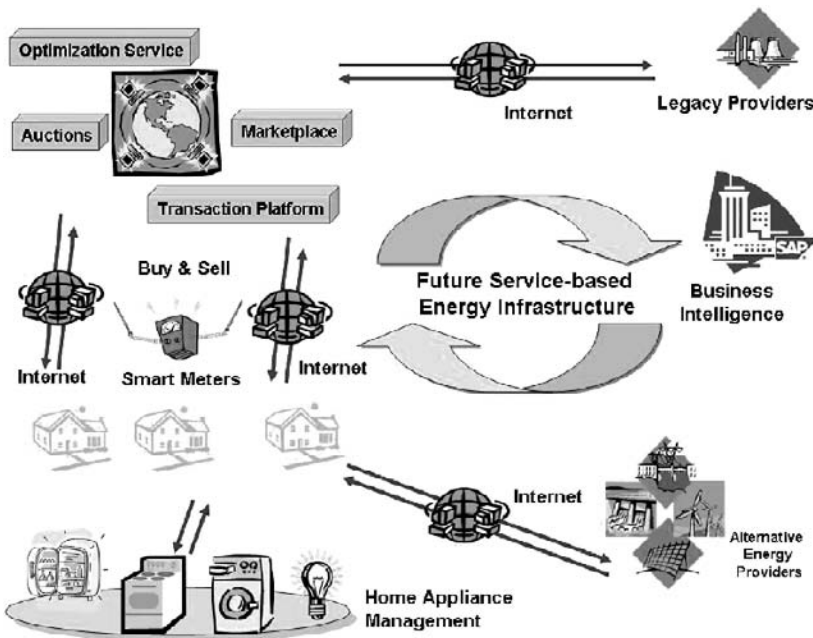 Optimization Service
Auctions
Marketplace
Transaction Platform
Internet
Legacy Providers
Buy & Sell
Internet
Smart Meters
Internet
Future Service-based
Energy Infrastructure
SAP
Business
Intelligence
Internet
Alternative
Energy
Providers
Home Appliance
Management